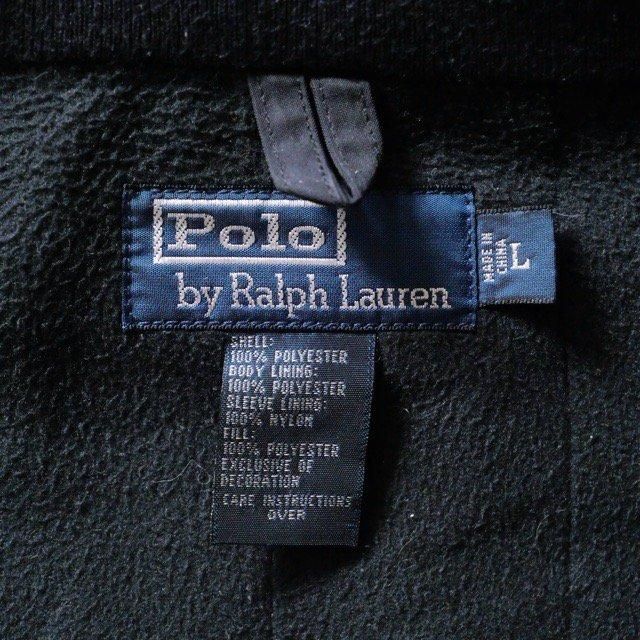 Polo
by Ralph Lauren
L
MADE
IN CHINA
SHELL:
100% POLYESTER
BODY LINING:
100% POLYESTER
SLEEVE LINING:
100% NYLON
FILL:
100% POLYESTER
EXCLUSIVE OF
DECORATION
CARE INSTRUCTIONS
OVER